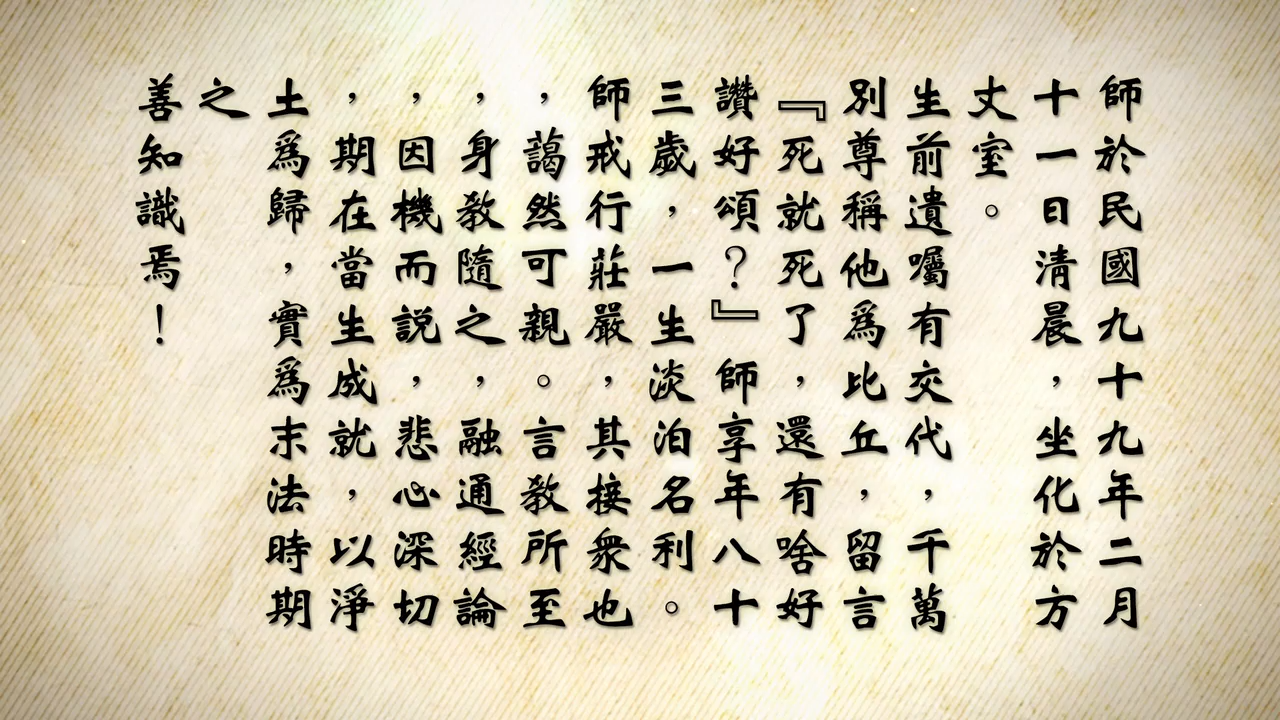 師於民國九十九年二月
十一日清晨，坐化於方
丈室。
生前遺囑有交代，千萬
別尊稱他爲比丘，留言
『死就死了，還有啥好
讚好頌？』師享年八十
三歲，一生淡泊名利。
師戒行莊嚴，其接衆也
，藹然可親。言教所至
，身教隨之，融通經論
，因機而説，悲心深切
，期在當生成就，以淨
土爲歸，實爲末法時期
之
善知識焉！